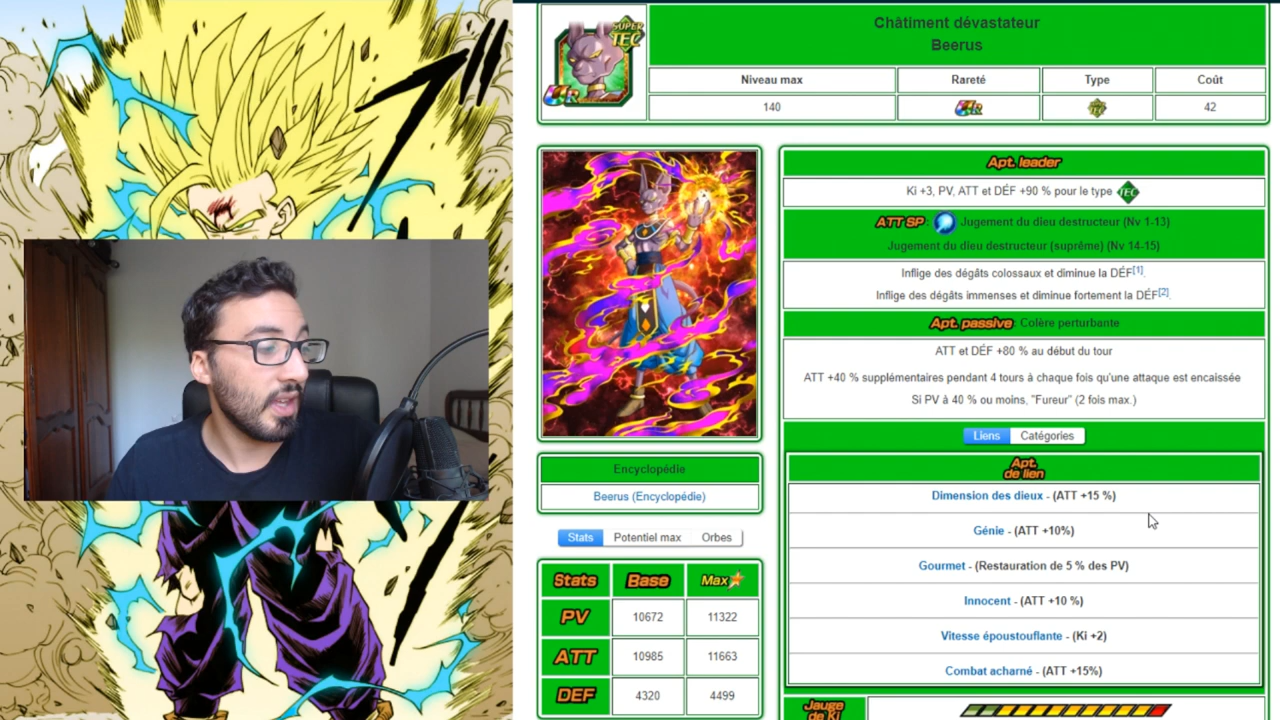 SUPER
TEC
UR
Châtiment dévastateur
Beerus
Niveau max
Rareté
Type
Coût
140
UR
42
Apt. leader
Ki +3, PV, ATT et DÉF +90 % pour le type TEC
ATT SP : Jugement du dieu destructeur (Nv 1-13)
Jugement du dieu destructeur (suprême) (Nv 14-15)
Inflige des dégâts colossaux et diminue la DÉF[1].
Inflige des dégâts immenses et diminue fortement la DÉF[2].
Apt. passive : Colère perturbante
ATT et DÉF +80 % au début du tour
ATT +40 % supplémentaires pendant 4 tours à chaque fois qu'une attaque est encaissée
Si PV à 40 % ou moins, "Fureur" (2 fois max.)
Liens
Catégories
Apt.
de lien
Dimension des dieux - (ATT +15 %)
Génie - (ATT +10%)
Gourmet - (Restauration de 5 % des PV)
Innocent - (ATT +10 %)
Vitesse époustouflante - (Ki +2)
Combat acharné - (ATT +15%)
Jauge
de Ki
Encyclopédie
Beerus (Encyclopédie)
Stats
Potentiel max
Orbes
Stats
Base
Max
PV
10672
11322
ATT
10985
11663
DEF
4320
4499